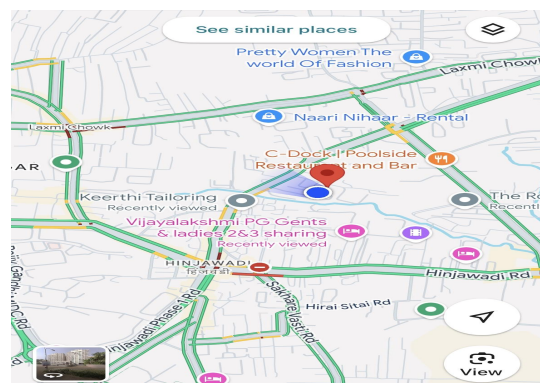 See similar places
Pretty Women The
world Of Fashion
Laxmi Chowk
Naari Nihaar - Rental
Laxmi Chowk
C-Dock | Poolside
Restaurant and Bar
AR
Keerthi Tailoring
Recently viewed
The R
Recent
Vijayalakshmi PG Gents
& ladies 2&3 sharing
Recently viewed
HINJAWADI
हिंजवडी
Hinjawadi Rd
Sakhare Vasti Rd
Hirai Sitai Rd
Hinjawadi Phase 1 Rd
View